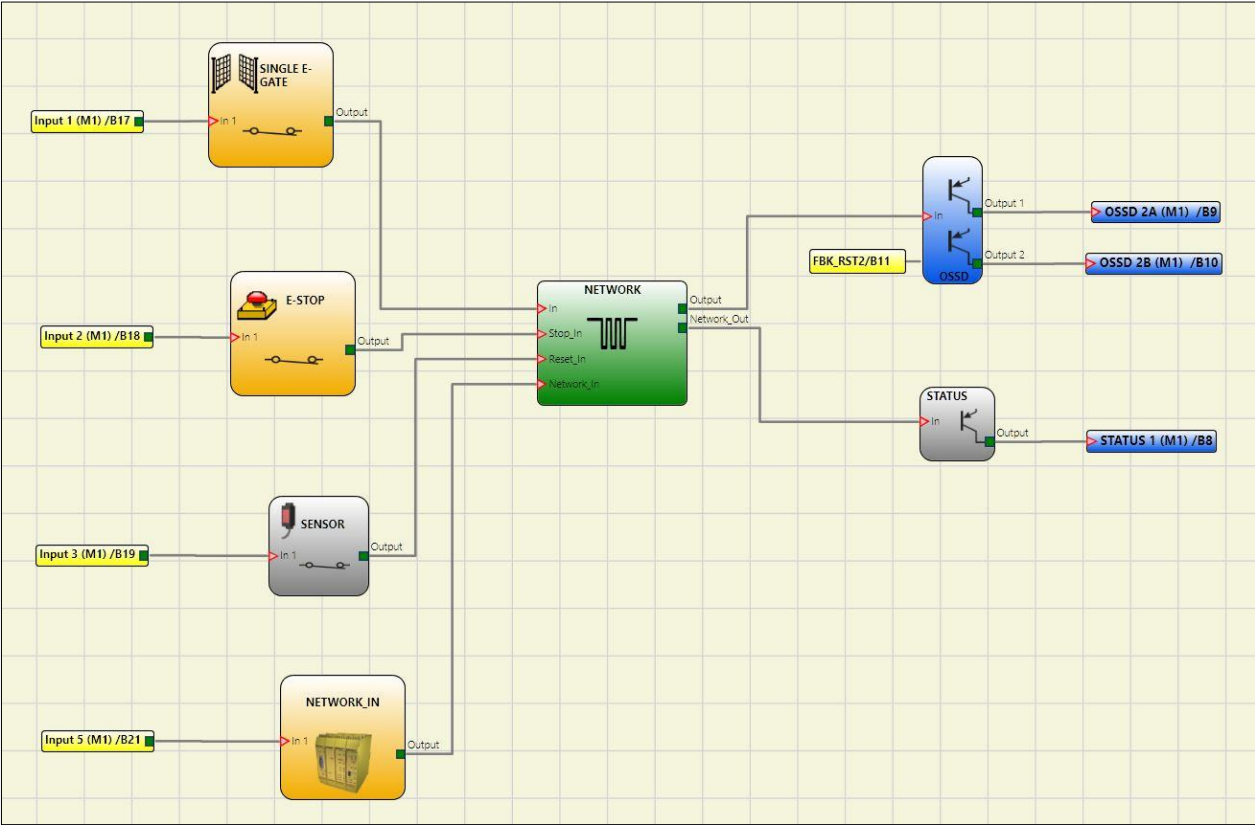 SINGLE E-
GATE
Input 1 (M1) /B17
In 1
Output
E-STOP
Input 2 (M1) /B18
In 1
Output
SENSOR
Input 3 (M1) /B19
In 1
Output
NETWORK_IN
Input 5 (M1) /B21
In 1
Output
NETWORK
In
Stop_In
Reset_In
Network_In
Output
Network_Out
In
Output 1
Output 2
OSSD
FBK_RST2/B11
OSSD 2A (M1) /B9
OSSD 2B (M1) /B10
STATUS
In
Output
STATUS 1 (M1) /B8